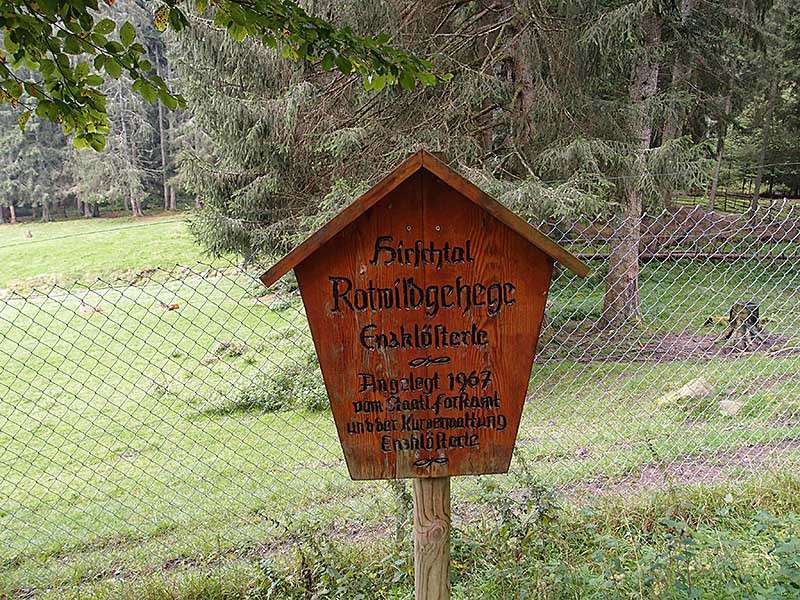 Hirschtal
Rotwildgehege
Enzklösterle
Angelegt 1967
vom Staatl. Forstamt
und der Kurverwaltung
Enzklösterle